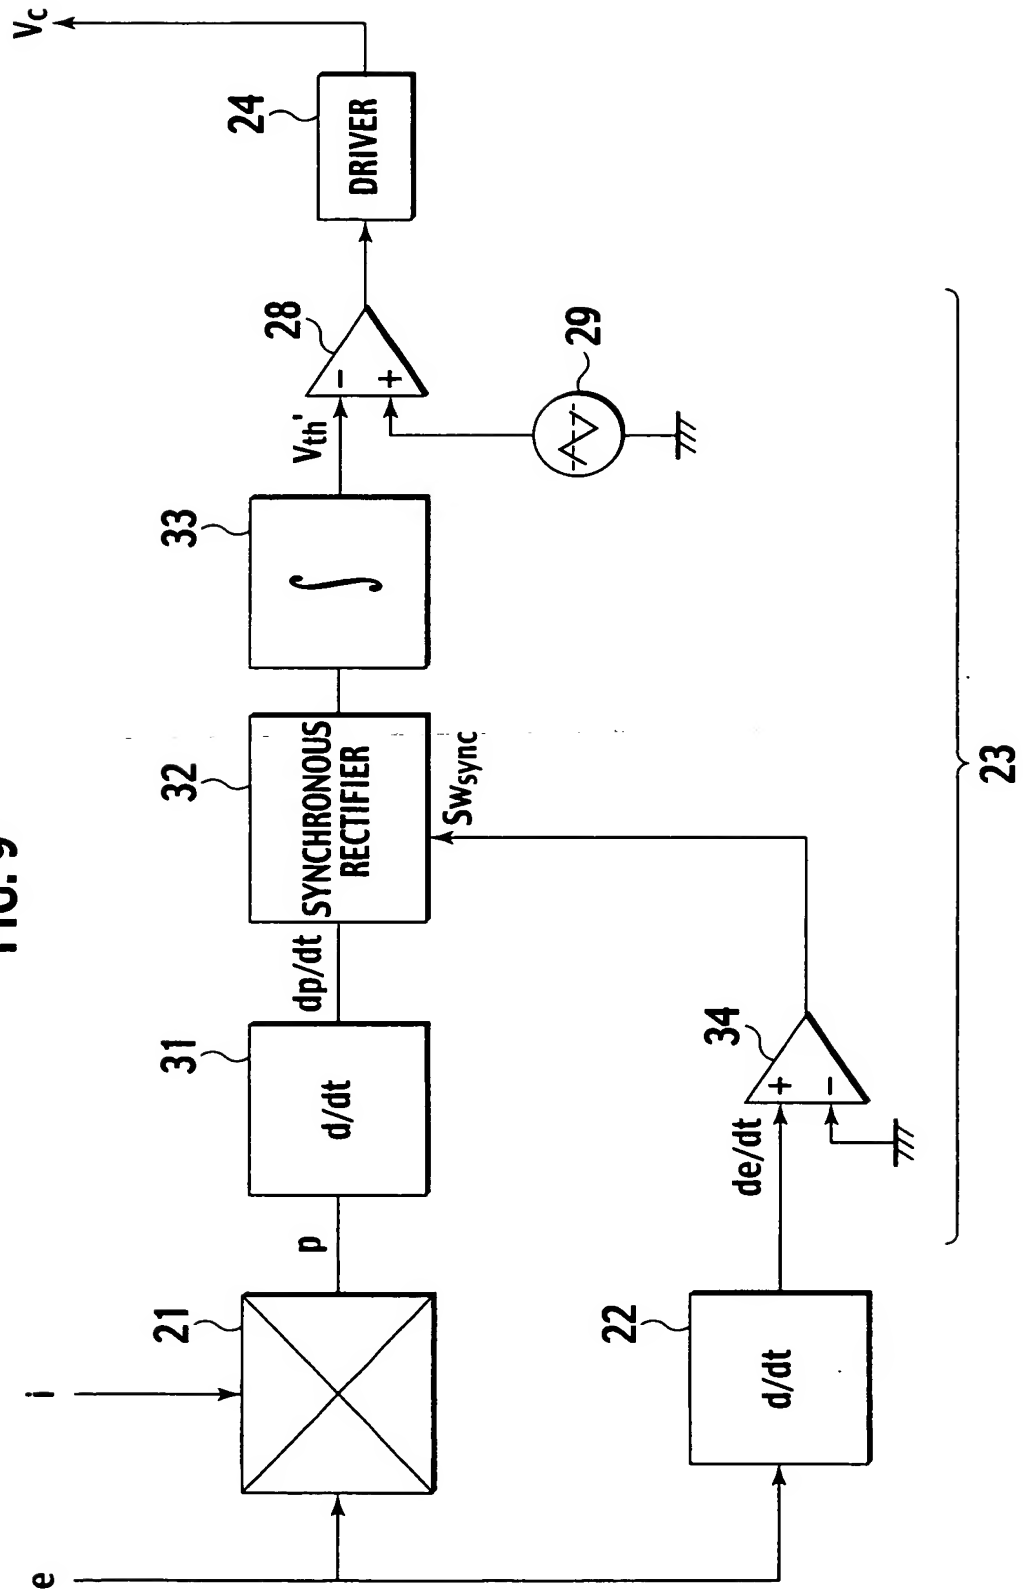 FIG. 9
e
i
21
p
31
d/dt
dp/dt
32
SYNCHRONOUS
RECTIFIER
33
∫
Vth'
28
−
+
24
DRIVER
Vc
29
Swsync
22
d/dt
de/dt
34
+
−
23